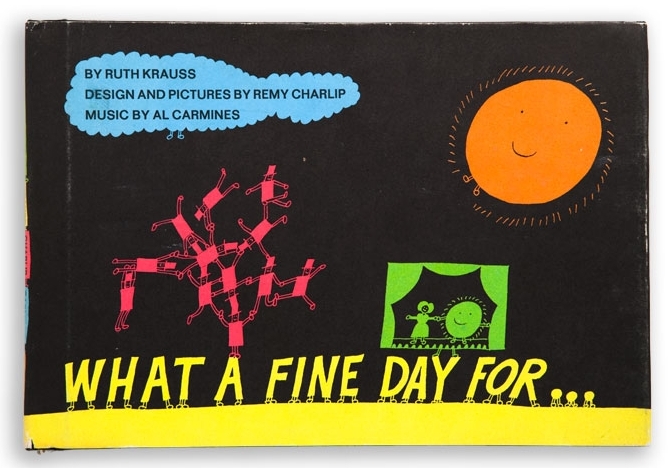 BY RUTH KRAUSS
DESIGN AND PICTURES BY REMY CHARLIP
MUSIC BY AL CARMINES
WHAT A FINE DAY FOR...